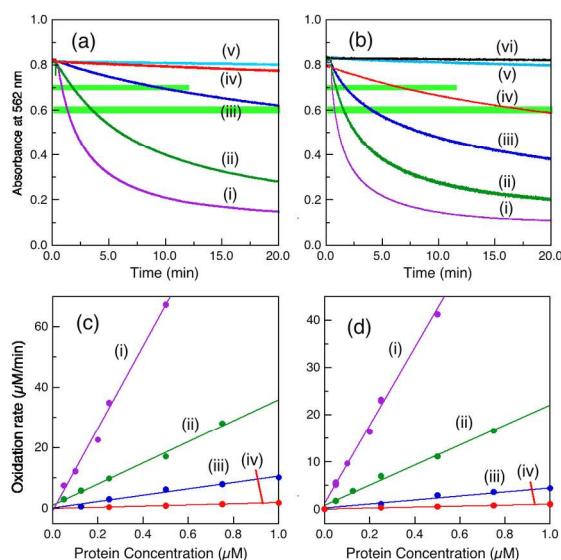 (a)
(v)
(iv)
(iii)
(ii)
(i)
Absorbance at 562 nm
1.0
0.8
0.6
0.4
0.2
0.0
0.0 5.0 10.0 15.0 20.0
Time (min)
(b)
(vi)
(v)
(iv)
(iii)
(ii)
(i)
1.0
0.8
0.6
0.4
0.2
0.0
0.0 5.0 10.0 15.0 20.0
Time (min)
(c)
(i)
(ii)
(iii)
(iv)
Oxidation rate (µM/min)
60
40
20
0
0.0 0.2 0.4 0.6 0.8 1.0
Protein Concentration (µM)
(d)
(i)
(ii)
(iii)
(iv)
40
30
20
10
0
0.0 0.2 0.4 0.6 0.8 1.0
Protein Concentration (µM)